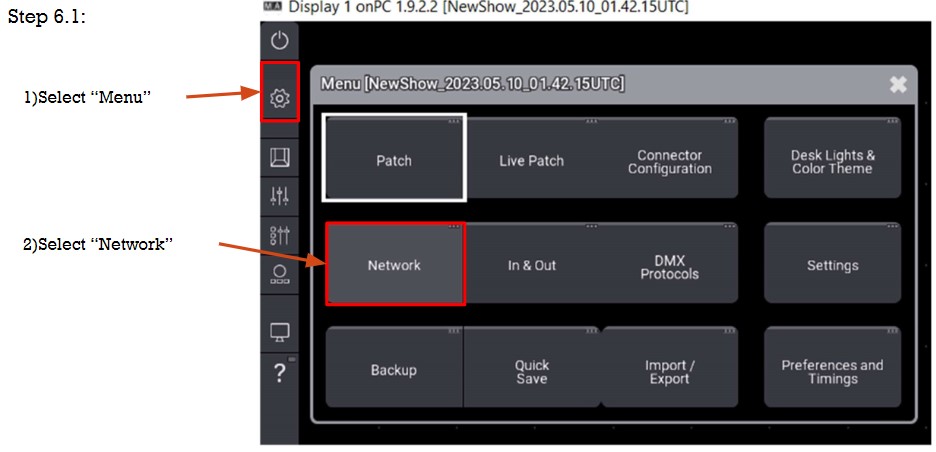 MA Display 1 onPC 1.9.2.2 [NewShow_2023.05.10_01.42.15UTC]
Step 6.1:
1)Select “Menu”
Menu [NewShow_2023.05.10_01.42.15UTC]
Patch
Live Patch
Connector
Configuration
Desk Lights &
Color Theme
2)Select “Network”
Network
In & Out
DMX
Protocols
Settings
?
Backup
Quick
Save
Import /
Export
Preferences and
Timings